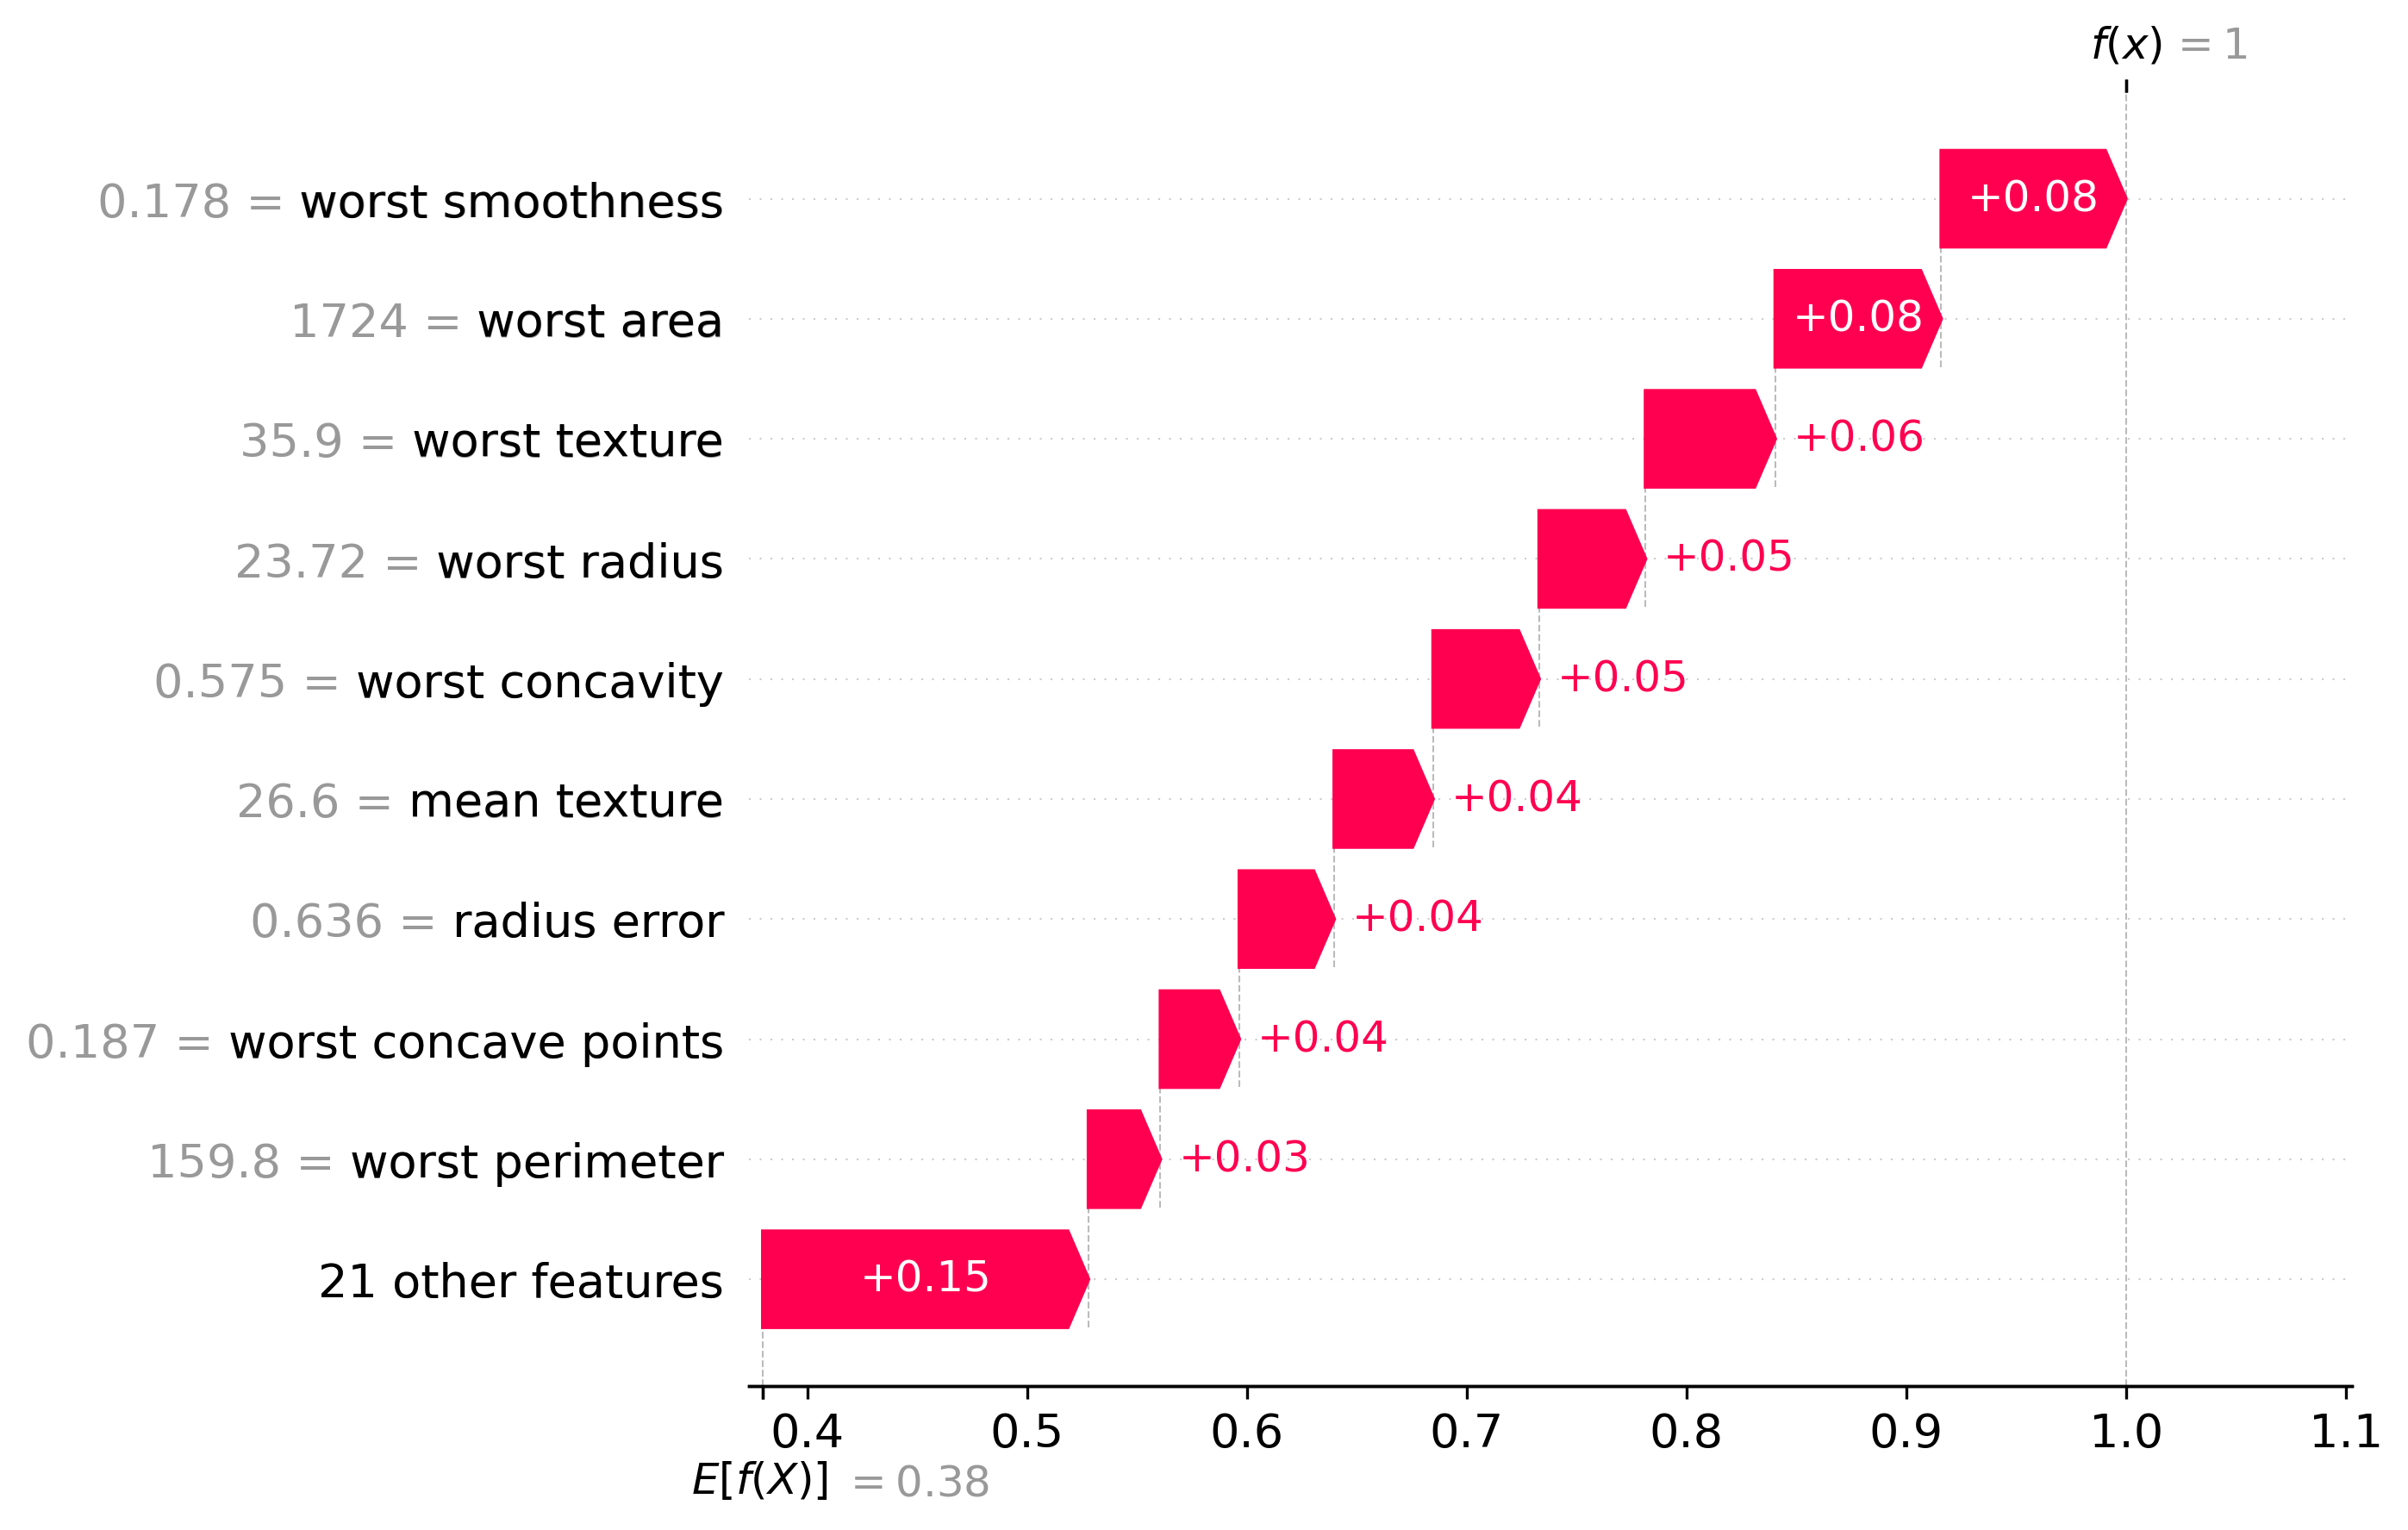 f(x) = 1
0.178 = worst smoothness +0.08
1724 = worst area +0.08
35.9 = worst texture +0.06
23.72 = worst radius +0.05
0.575 = worst concavity +0.05
26.6 = mean texture +0.04
0.636 = radius error +0.04
0.187 = worst concave points +0.04
159.8 = worst perimeter +0.03
21 other features +0.15
0.4 0.5 0.6 0.7 0.8 0.9 1.0 1.1
E[f(X)] = 0.38